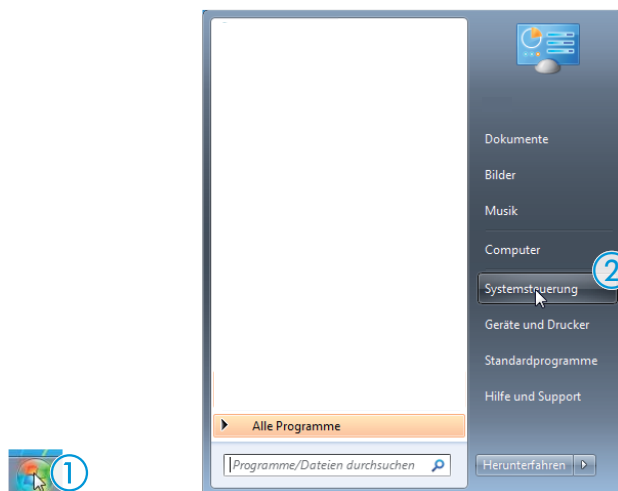 Dokumente
Bilder
Musik
Computer
2
Systemsteuerung
Geräte und Drucker
Standardprogramme
Hilfe und Support
Alle Programme
Programme/Dateien durchsuchen
Herunterfahren
1